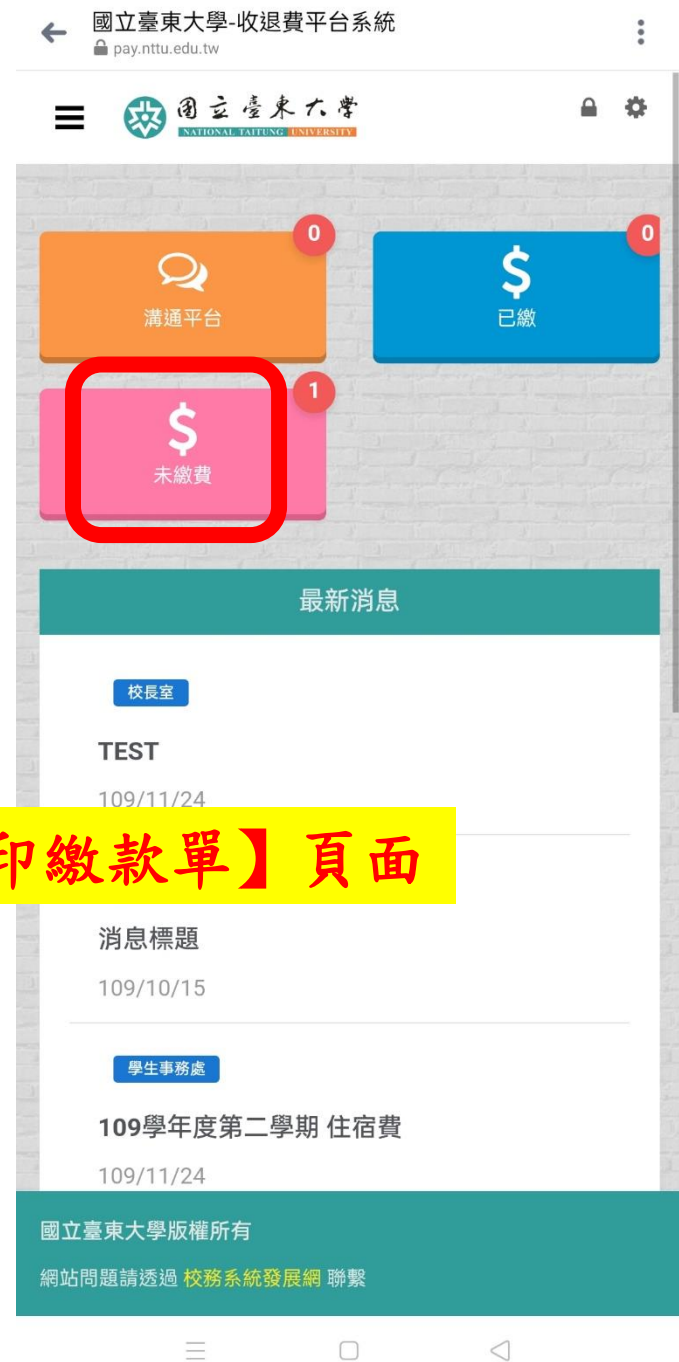 國立臺東大學-收退費平台系統
pay.nttu.edu.tw
國立臺東大學
NATIONAL TAITUNG UNIVERSITY
0
溝通平台
0
已繳
1
未繳費
最新消息
校長室
TEST
109/11/24
印繳款單】頁面
消息標題
109/10/15
學生事務處
109學年度第二學期 住宿費
109/11/24
國立臺東大學版權所有
網站問題請透過 校務系統發展網 聯繫